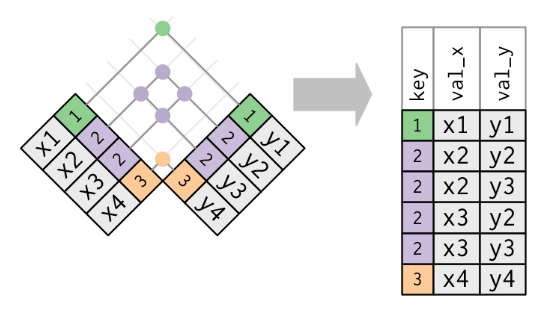 1 x1
2 x2
2 x3
3 x4
1 y1
2 y2
2 y3
3 y4
key val_x val_y
1 x1 y1
2 x2 y2
2 x2 y3
2 x3 y2
2 x3 y3
3 x4 y4